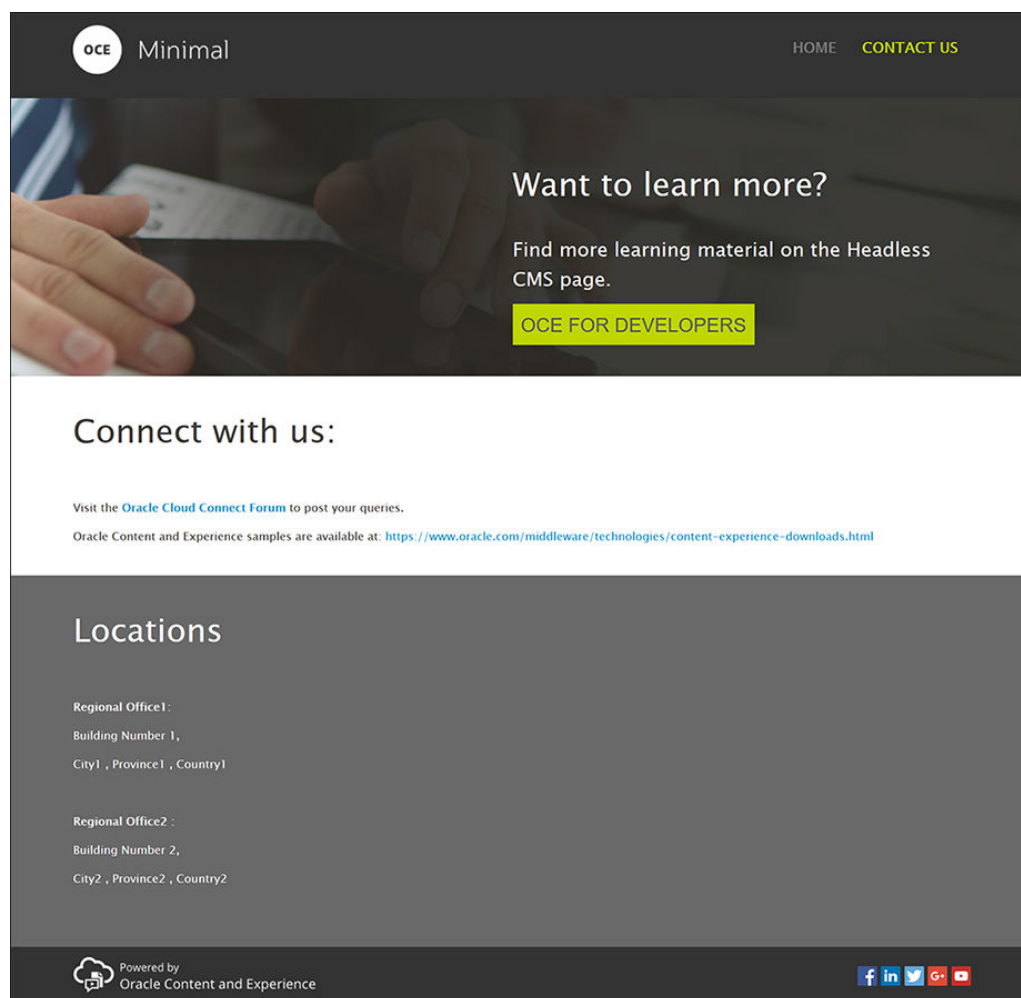 OCE Minimal
HOME CONTACT US
Want to learn more?
Find more learning material on the Headless
CMS page.
OCE FOR DEVELOPERS
Connect with us:
Visit the Oracle Cloud Connect Forum to post your queries.
Oracle Content and Experience samples are available at: https://www.oracle.com/middleware/technologies/content-experience-downloads.html
Locations
Regional Office1:
Building Number 1,
City1 , Province1 , Country1
Regional Office2 :
Building Number 2,
City2 , Province2 , Country2
Powered by
Oracle Content and Experience
f in G+